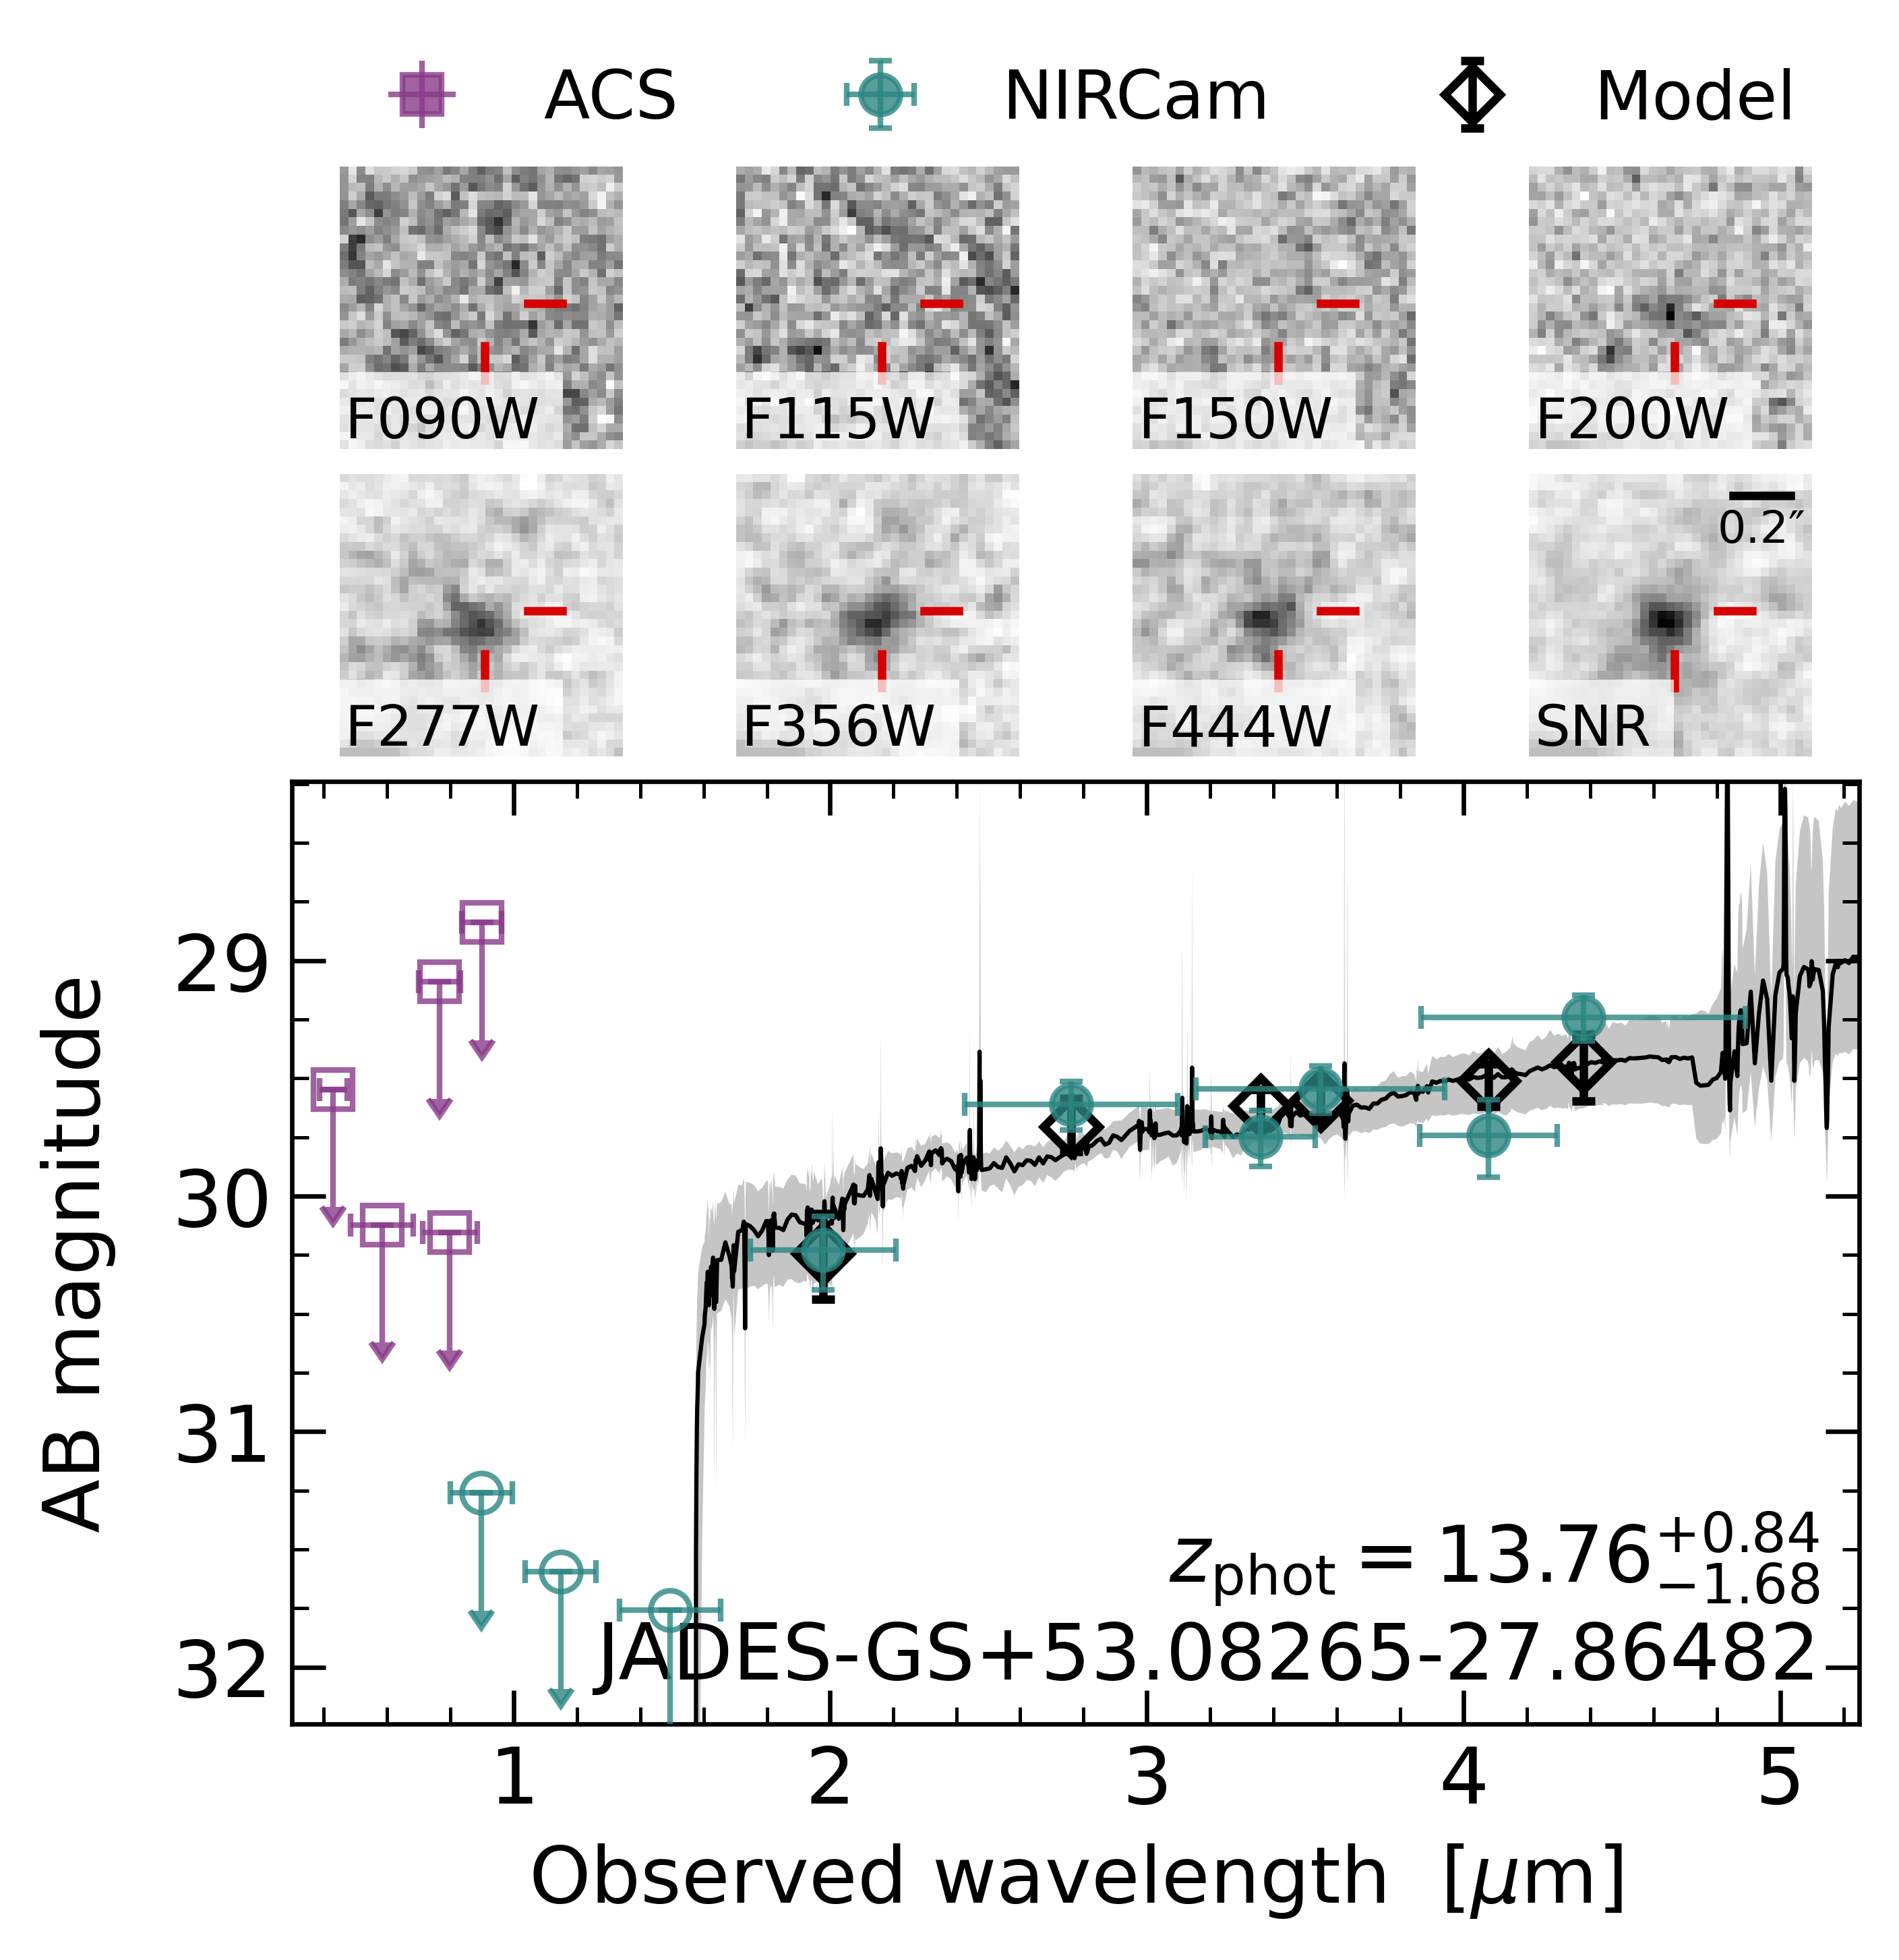 ACS NIRCam Model
F090W F115W F150W F200W
0.2″
F277W F356W F444W SNR
AB magnitude
29
30
31
32
z_phot = 13.76 +0.84 −1.68
JADES-GS+53.08265-27.86482
1 2 3 4 5
Observed wavelength [μm]